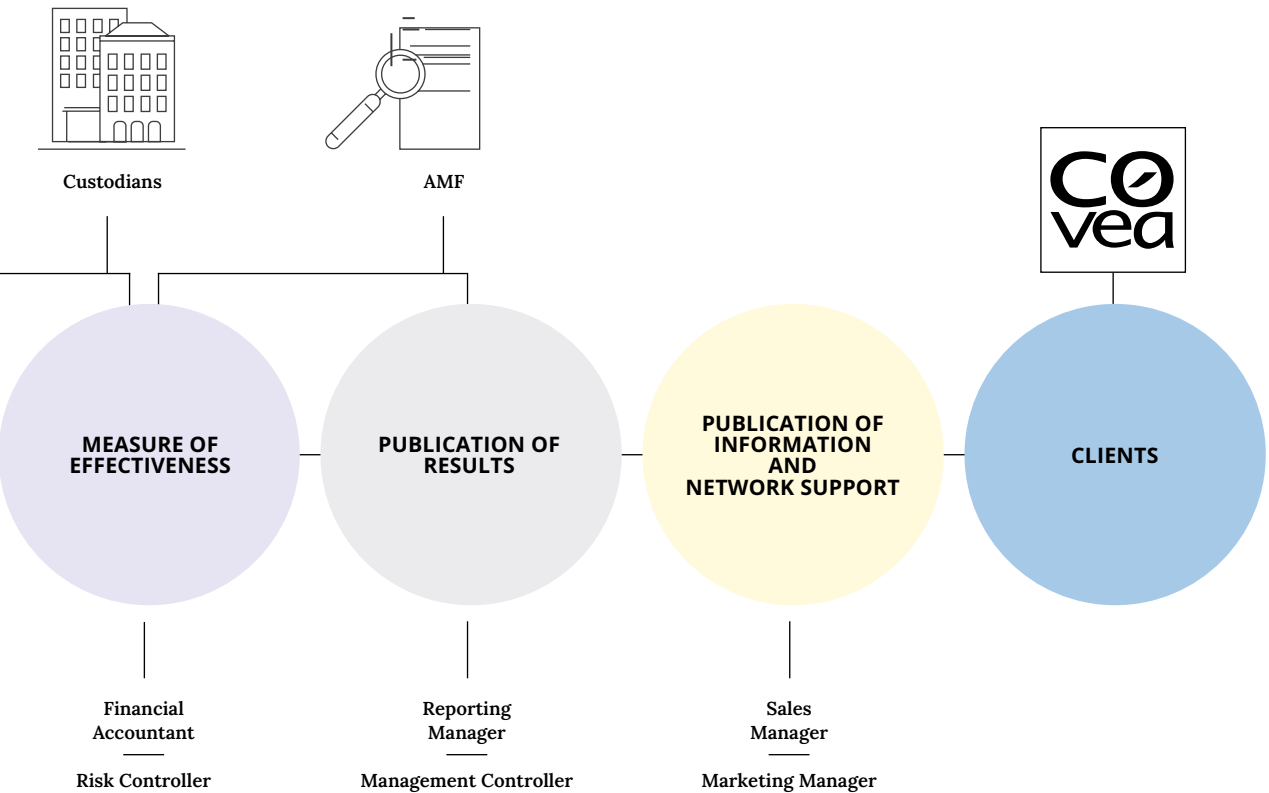 Custodians
AMF
CO
vea
MEASURE OF
EFFECTIVENESS
PUBLICATION OF
RESULTS
PUBLICATION OF
INFORMATION
AND
NETWORK SUPPORT
CLIENTS
Financial
Accountant
Risk Controller
Reporting
Manager
Management Controller
Sales
Manager
Marketing Manager